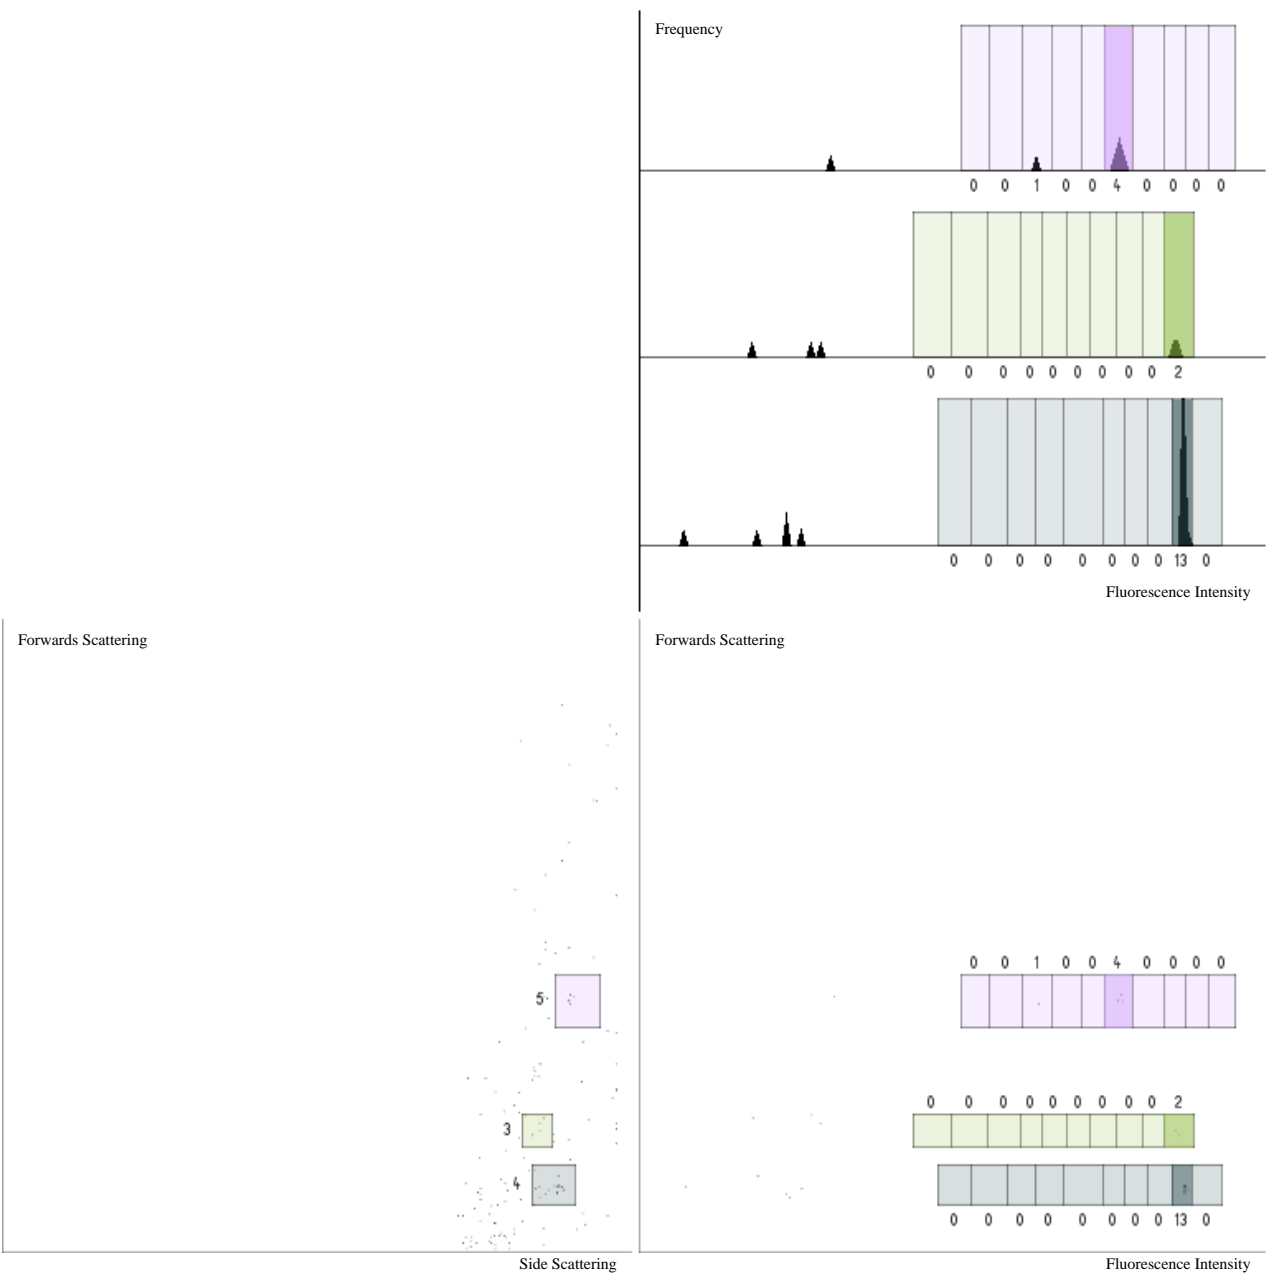 Frequency
0 0 1 0 0 4 0 0 0 0
0 0 0 0 0 0 0 0 0 2
0 0 0 0 0 0 0 0 13 0
Fluorescence Intensity
Forwards Scattering
Forwards Scattering
0 0 1 0 0 4 0 0 0 0
5
0 0 0 0 0 0 0 0 0 2
3
4
0 0 0 0 0 0 0 0 13 0
Side Scattering
Fluorescence Intensity